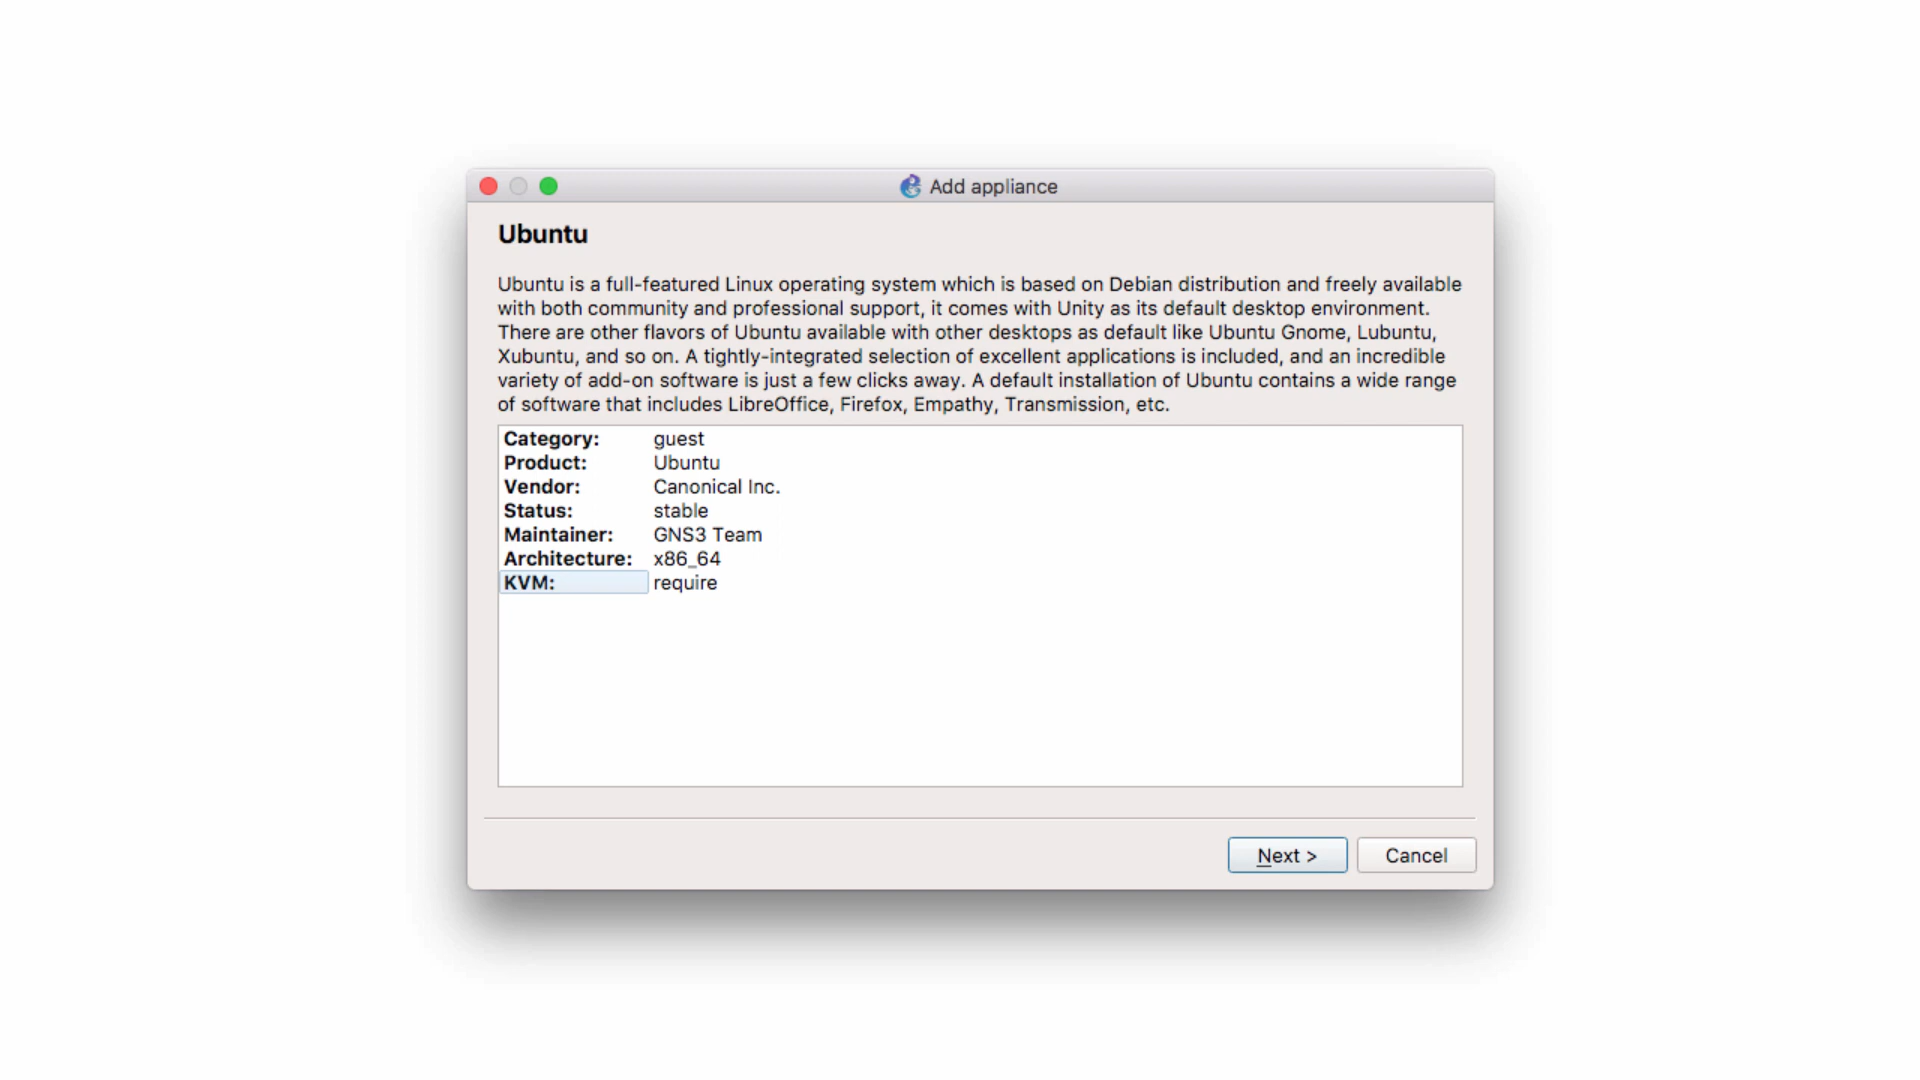 Add appliance
Ubuntu
Ubuntu is a full-featured Linux operating system which is based on Debian distribution and freely available
with both community and professional support, it comes with Unity as its default desktop environment.
There are other flavors of Ubuntu available with other desktops as default like Ubuntu Gnome, Lubuntu,
Xubuntu, and so on. A tightly-integrated selection of excellent applications is included, and an incredible
variety of add-on software is just a few clicks away. A default installation of Ubuntu contains a wide range
of software that includes LibreOffice, Firefox, Empathy, Transmission, etc.
Category: guest
Product: Ubuntu
Vendor: Canonical Inc.
Status: stable
Maintainer: GNS3 Team
Architecture: x86_64
KVM: require
Next > Cancel